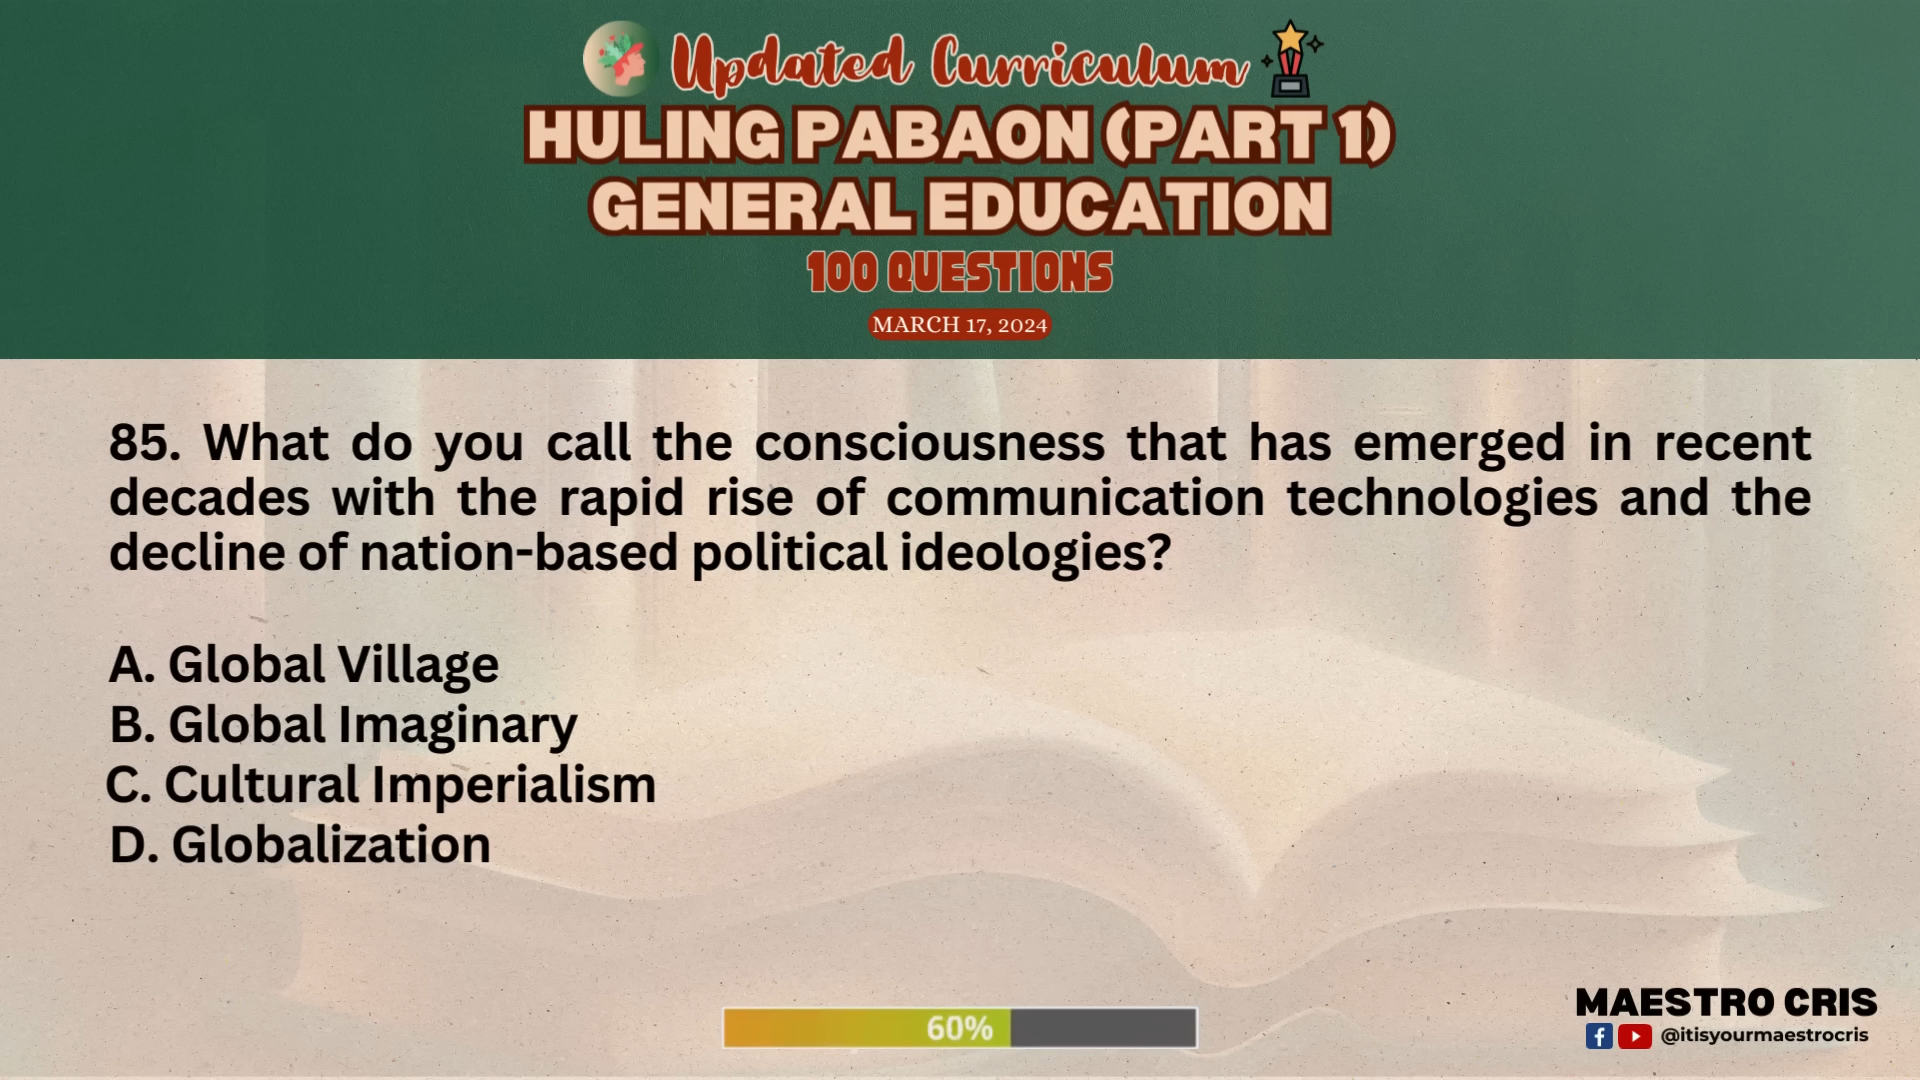 Updated Curriculum
HULING PABAON (PART 1)
GENERAL EDUCATION
100 QUESTIONS
MARCH 17, 2024
85. What do you call the consciousness that has emerged in recent
decades with the rapid rise of communication technologies and the
decline of nation-based political ideologies?
A. Global Village
B. Global Imaginary
C. Cultural Imperialism
D. Globalization
60%
MAESTRO CRIS
@itisyourmaestrocris